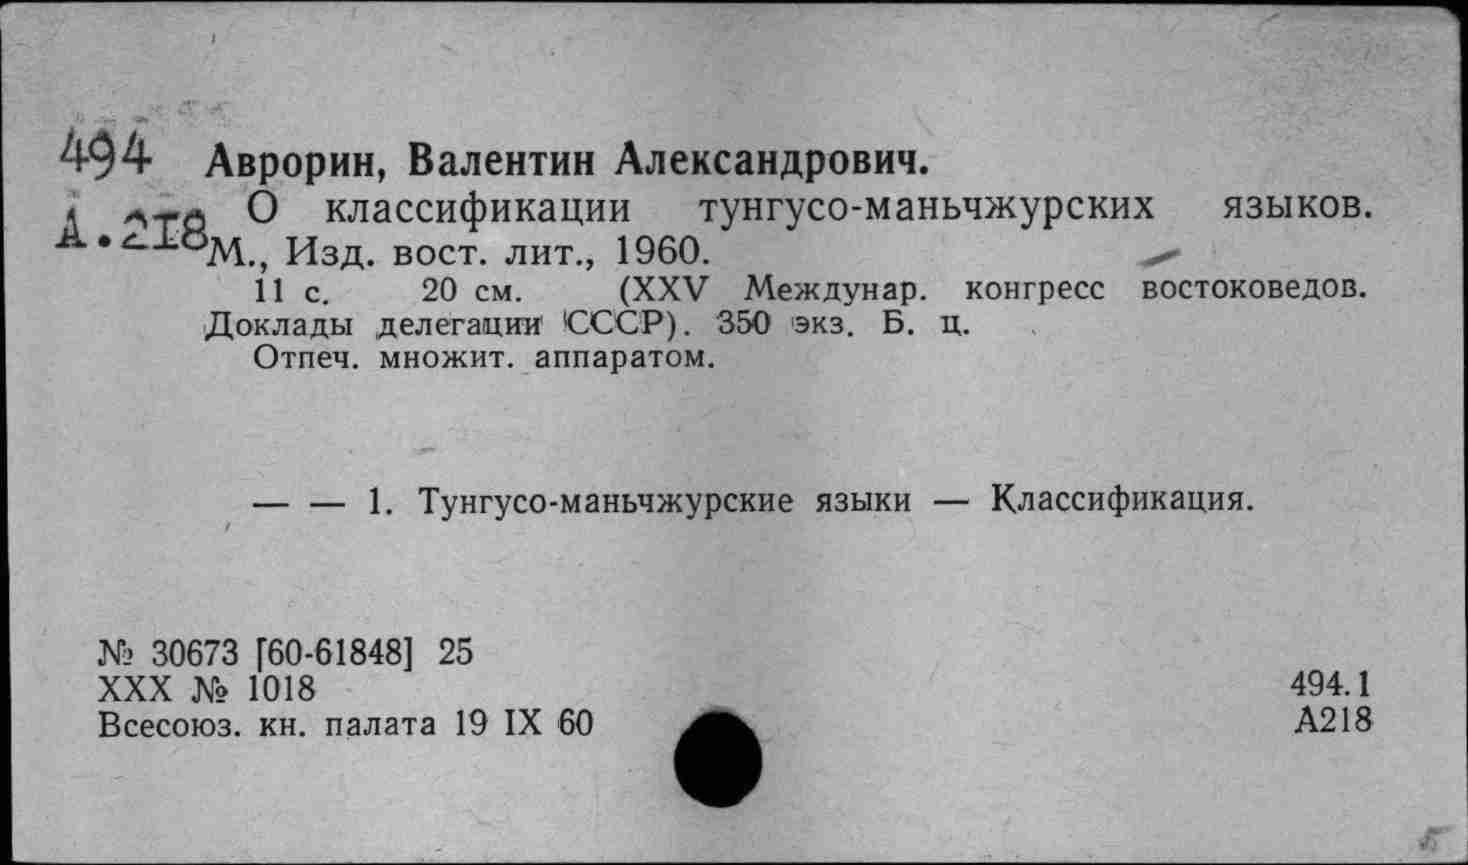 494 Аврорин, Валентин Александрович.
А.218 О классификации тунгусо-маньчжурских языков.
М., Изд. вост. лит., 1960.
11 с. 20 см. (XXV Междунар. конгресс востоковедов.
Доклады делегации СССР). 350 экз. Б. ц.
Отпеч. множит. аппаратом.
— — 1. Тунгусо-маньчжурские языки — Классификация.
№ 30673 [60-61848] 25
XXX № 1018
Всесоюз. кн. палата 19 IX 60
494.1
А218